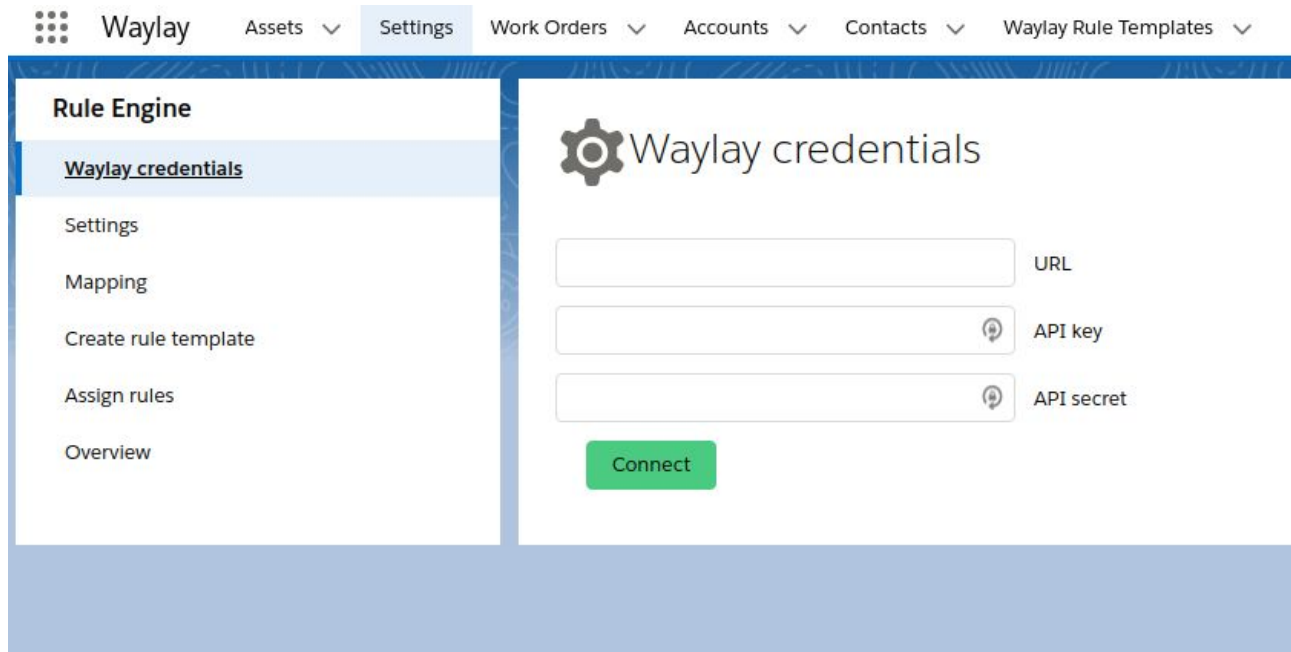 Waylay Assets Settings Work Orders Accounts Contacts Waylay Rule Templates
Rule Engine
Waylay credentials
Settings
Mapping
Create rule template
Assign rules
Overview
Waylay credentials
URL
API key
API secret
Connect